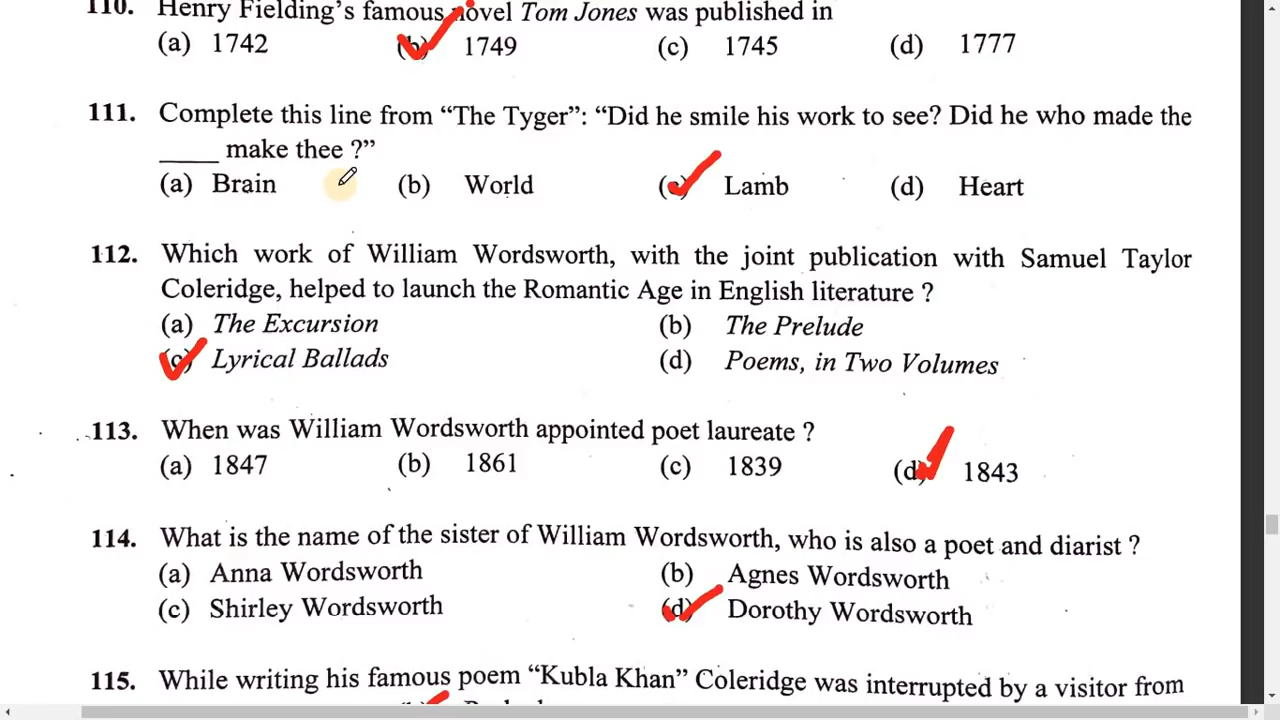 110. Henry Fielding's famous novel Tom Jones was published in
(a) 1742 (b) 1749 (c) 1745 (d) 1777
111. Complete this line from “The Tyger”: “Did he smile his work to see? Did he who made the
_____ make thee ?”
(a) Brain (b) World (c) Lamb (d) Heart
112. Which work of William Wordsworth, with the joint publication with Samuel Taylor
Coleridge, helped to launch the Romantic Age in English literature ?
(a) The Excursion (b) The Prelude
(c) Lyrical Ballads (d) Poems, in Two Volumes
113. When was William Wordsworth appointed poet laureate ?
(a) 1847 (b) 1861 (c) 1839 (d) 1843
114. What is the name of the sister of William Wordsworth, who is also a poet and diarist ?
(a) Anna Wordsworth (b) Agnes Wordsworth
(c) Shirley Wordsworth (d) Dorothy Wordsworth
115. While writing his famous poem “Kubla Khan” Coleridge was interrupted by a visitor from